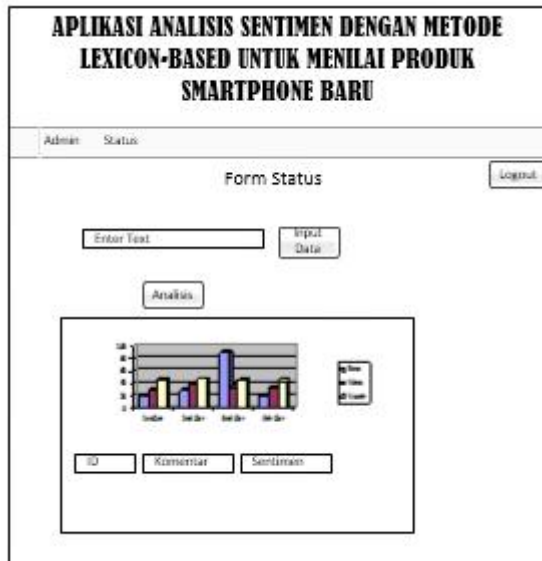 APLIKASI ANALISIS SENTIMEN DENGAN METODE
LEXICON-BASED UNTUK MENILAI PRODUK
SMARTPHONE BARU
Admin Status
Form Status
Logout
Enter Text
Input
Data
Analisis
ID Komentar Sentimen